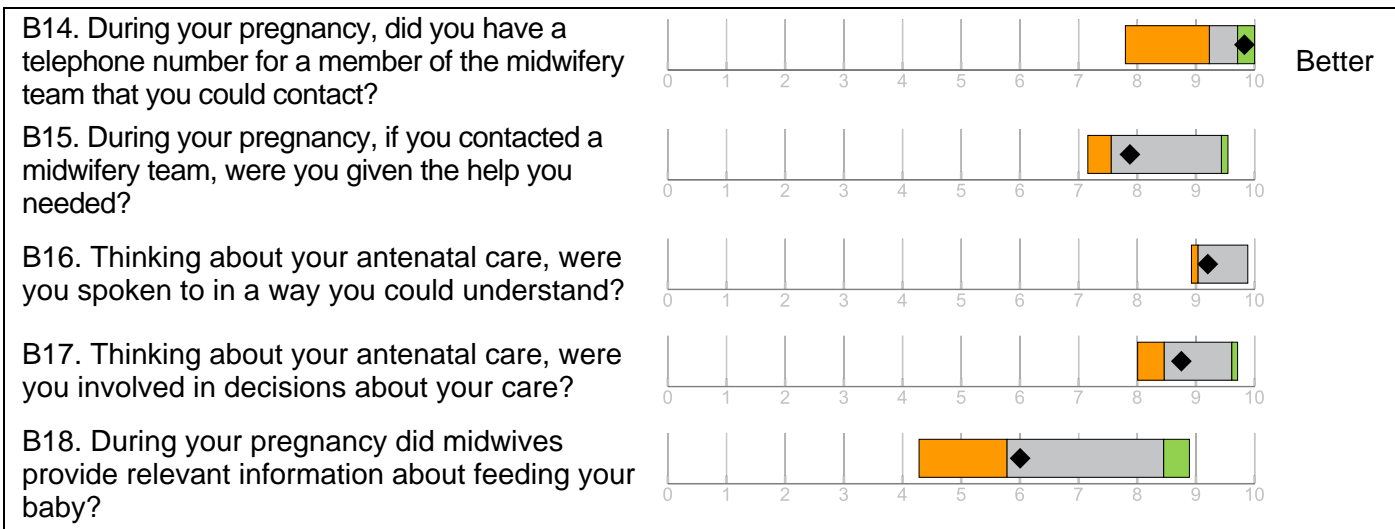 B14. During your pregnancy, did you have a
telephone number for a member of the midwifery
team that you could contact?
0 1 2 3 4 5 6 7 8 9 10
Better
B15. During your pregnancy, if you contacted a
midwifery team, were you given the help you
needed?
0 1 2 3 4 5 6 7 8 9 10
B16. Thinking about your antenatal care, were
you spoken to in a way you could understand?
0 1 2 3 4 5 6 7 8 9 10
B17. Thinking about your antenatal care, were
you involved in decisions about your care?
0 1 2 3 4 5 6 7 8 9 10
B18. During your pregnancy did midwives
provide relevant information about feeding your
baby?
0 1 2 3 4 5 6 7 8 9 10